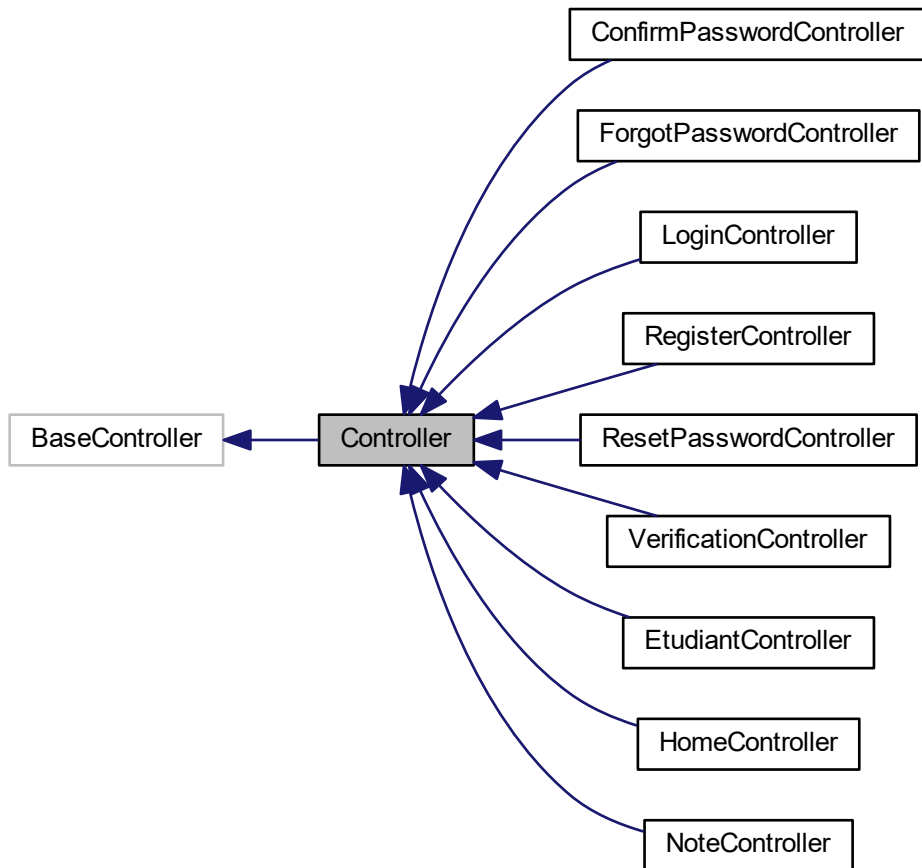 ConfirmPasswordController
ForgotPasswordController
LoginController
RegisterController
BaseController
Controller
ResetPasswordController
VerificationController
EtudiantController
HomeController
NoteController